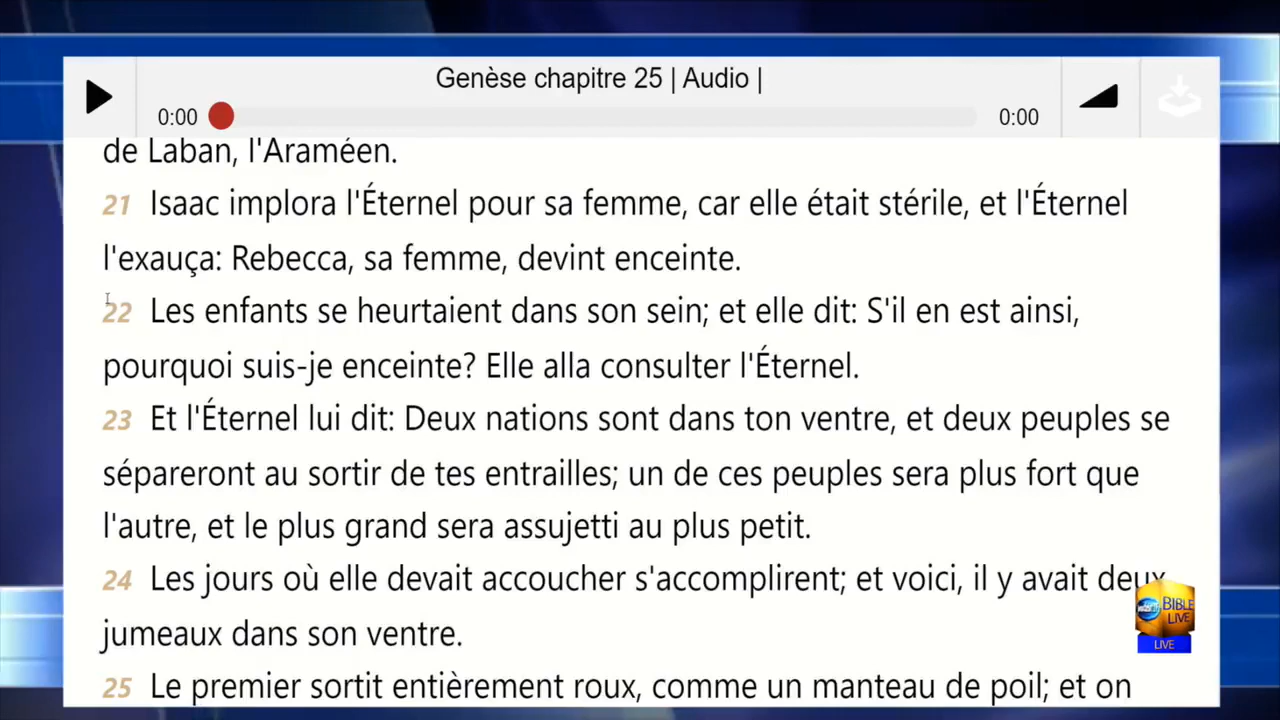 Genèse chapitre 25 | Audio |
0:00
0:00
de Laban, l'Araméen.
21 Isaac implora l'Éternel pour sa femme, car elle était stérile, et l'Éternel
l'exauça: Rebecca, sa femme, devint enceinte.
22 Les enfants se heurtaient dans son sein; et elle dit: S'il en est ainsi,
pourquoi suis-je enceinte? Elle alla consulter l'Éternel.
23 Et l'Éternel lui dit: Deux nations sont dans ton ventre, et deux peuples se
sépareront au sortir de tes entrailles; un de ces peuples sera plus fort que
l'autre, et le plus grand sera assujetti au plus petit.
24 Les jours où elle devait accoucher s'accomplirent; et voici, il y avait deux
jumeaux dans son ventre.
BIBLE
LIVE
LIVE
25 Le premier sortit entièrement roux, comme un manteau de poil; et on